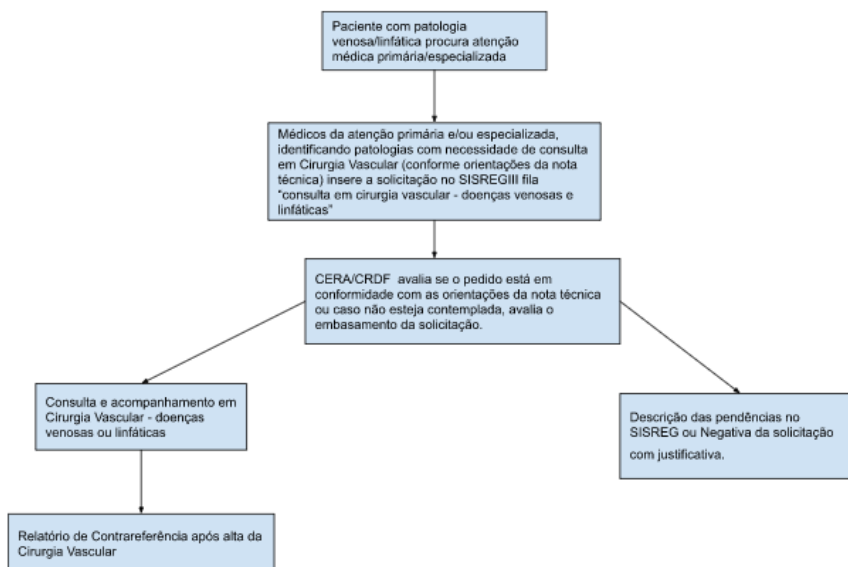 Paciente com patologia
venosa/linfática procura atenção
médica primária/especializada
Médicos da atenção primária e/ou especializada,
identificando patologias com necessidade de consulta
em Cirurgia Vascular (conforme orientações da nota
técnica) insere a solicitação no SISREGIII fila
“consulta em cirurgia vascular - doenças venosas e
linfáticas”
CERA/CRDF avalia se o pedido está em
conformidade com as orientações da nota técnica
ou caso não esteja contemplada, avalia o
embasamento da solicitação.
Consulta e acompanhamento em
Cirurgia Vascular - doenças
venosas ou linfáticas
Descrição das pendências no
SISREG ou Negativa da solicitação
com justificativa.
Relatório de Contrareferência após alta da
Cirurgia Vascular